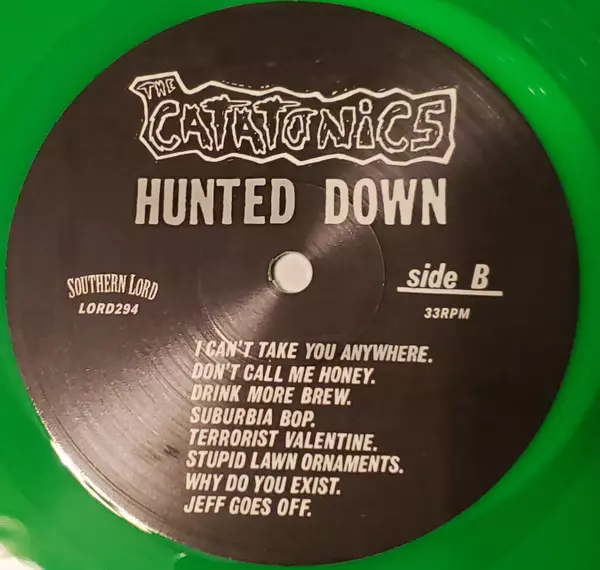 THE
CATATONICS
HUNTED DOWN
SOUTHERN LORD
LORD294
side B
33RPM
I CAN'T TAKE YOU ANYWHERE.
DON'T CALL ME HONEY.
DRINK MORE BREW.
SUBURBIA BOP.
TERRORIST VALENTINE.
STUPID LAWN ORNAMENTS.
WHY DO YOU EXIST.
JEFF GOES OFF.